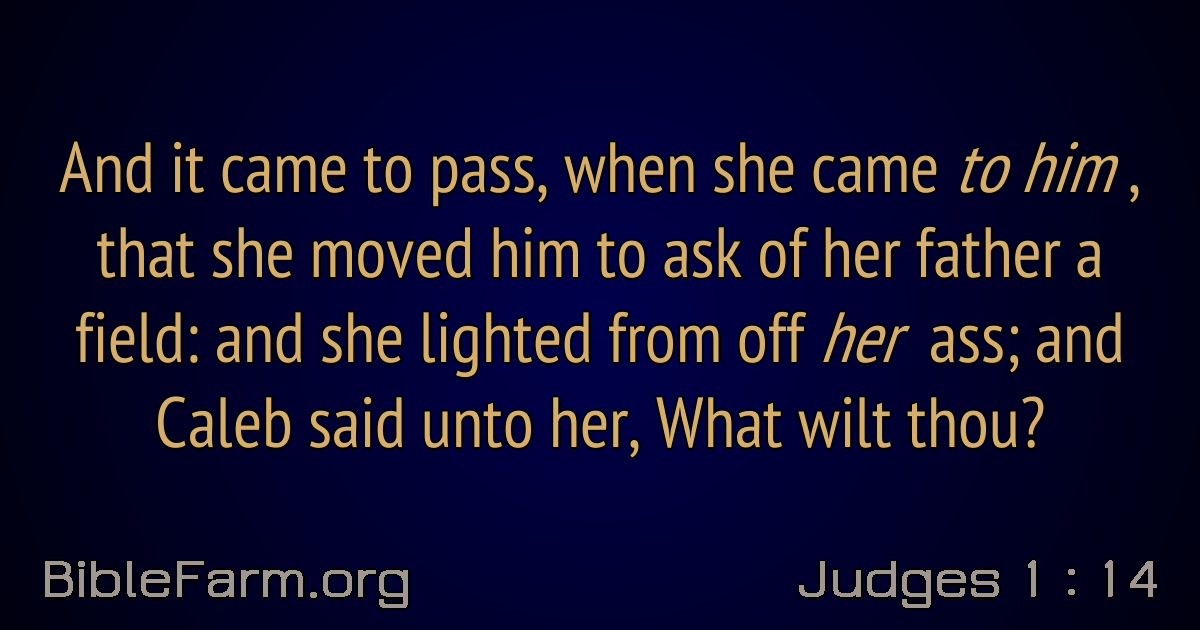 And it came to pass, when she came to him ,
that she moved him to ask of her father a
field: and she lighted from off her ass; and
Caleb said unto her, What wilt thou?
BibleFarm.org
Judges 1 : 14